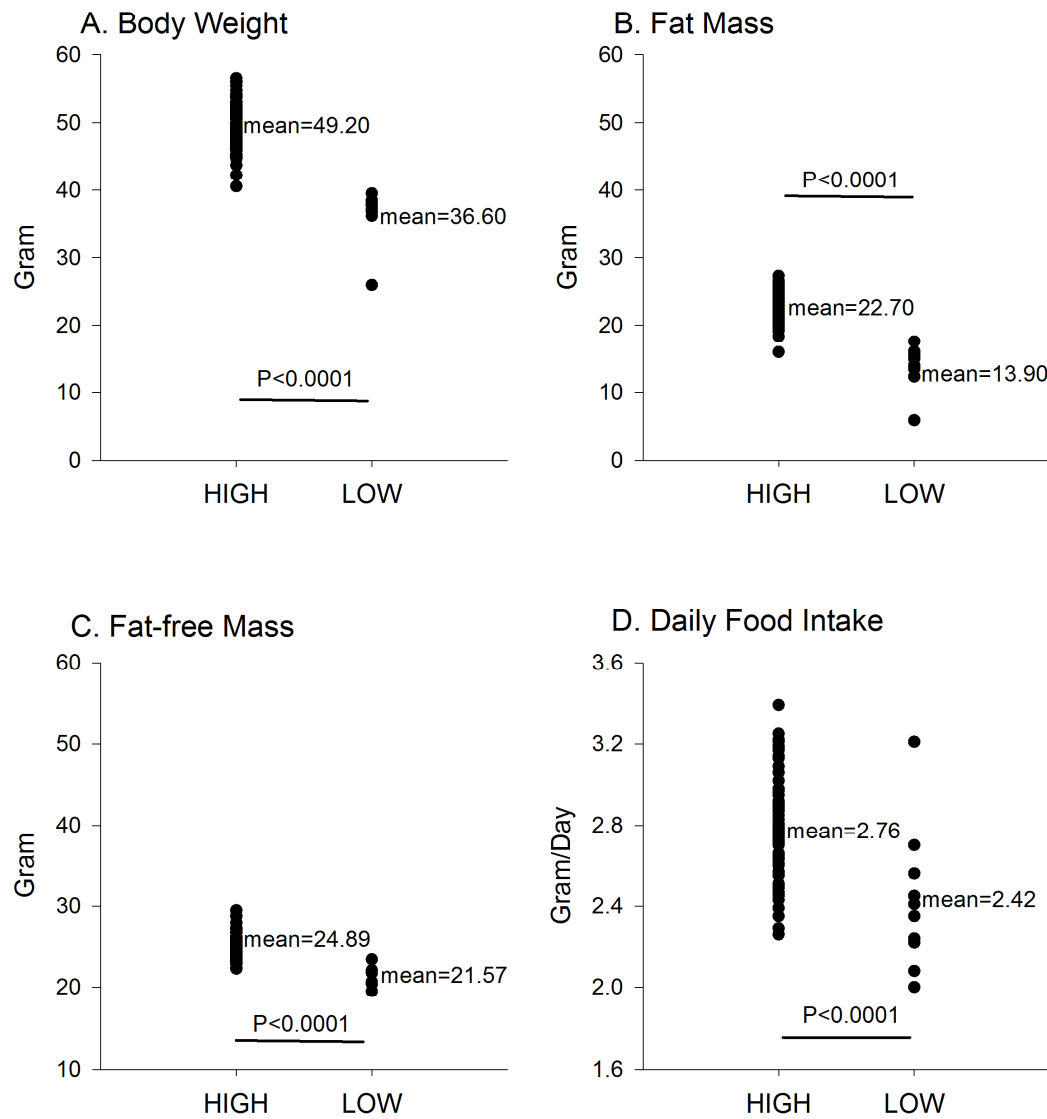 A. Body Weight
60
50
40
30
20
10
0
Gram
mean=49.20
mean=36.60
P<0.0001
HIGH
LOW
B. Fat Mass
60
50
40
30
20
10
0
Gram
P<0.0001
mean=22.70
mean=13.90
HIGH
LOW
C. Fat-free Mass
60
50
40
30
20
10
Gram
mean=24.89
mean=21.57
P<0.0001
HIGH
LOW
D. Daily Food Intake
3.6
3.2
2.8
2.4
2.0
1.6
Gram/Day
mean=2.76
mean=2.42
P<0.0001
HIGH
LOW